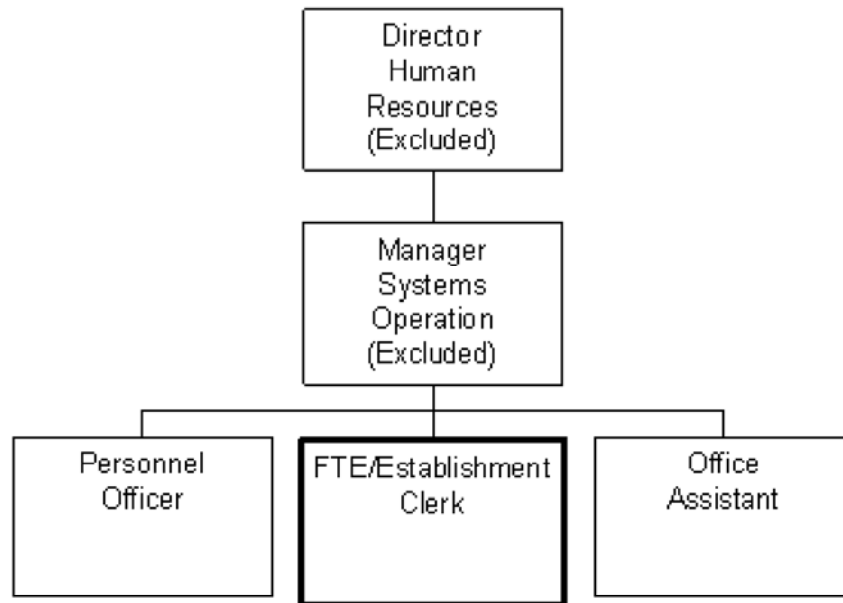 Director
Human
Resources
(Excluded)
Manager
Systems
Operation
(Excluded)
Personnel
Officer
FTE/Establishment
Clerk
Office
Assistant